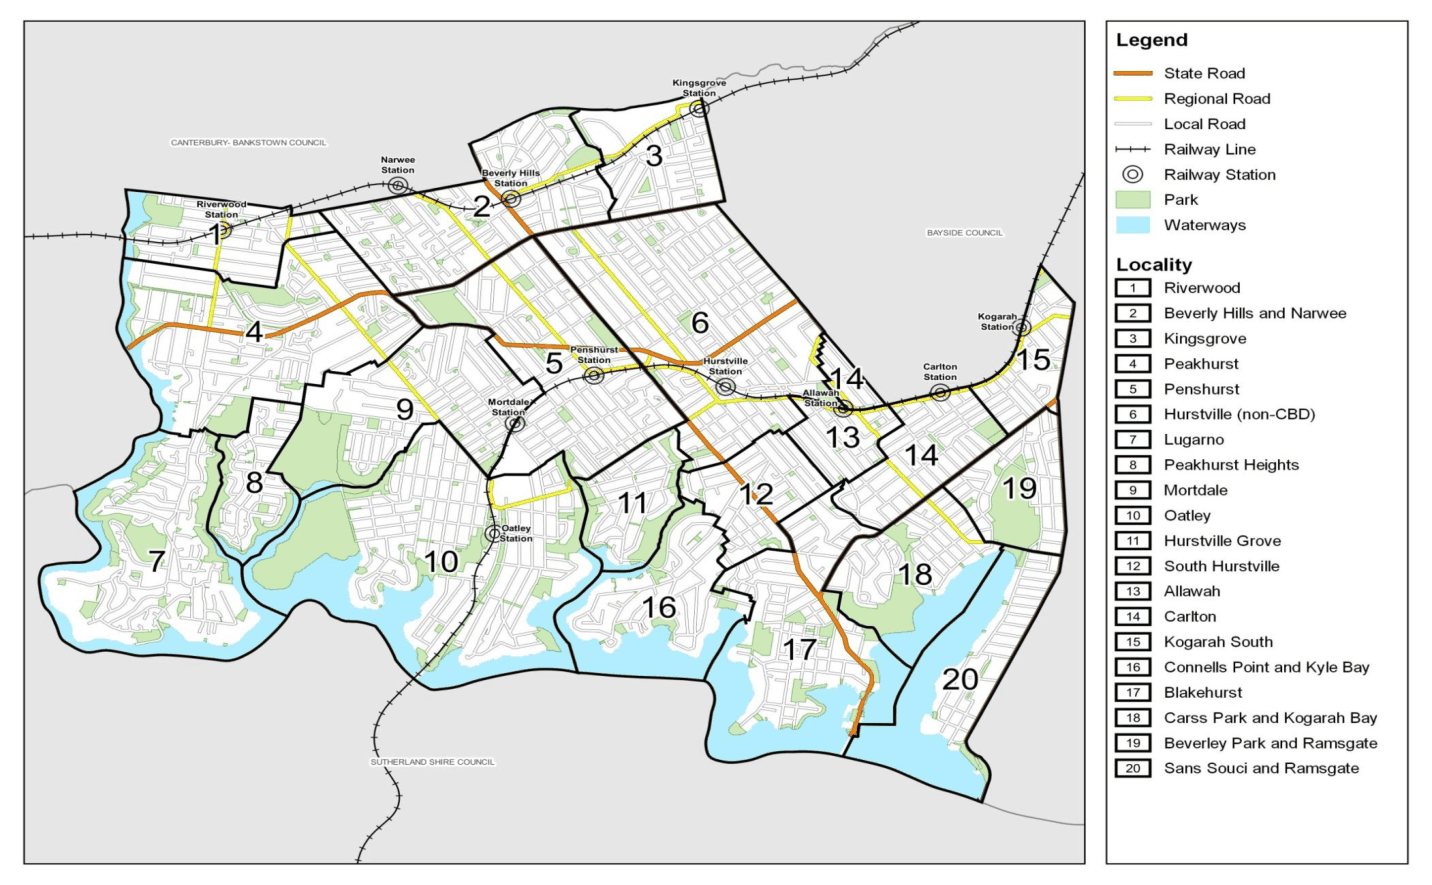 Kingsgrove
Station
CANTERBURY- BANKSTOWN COUNCIL
3
Narwee
Station
Beverly Hills
Station
2
Riverwood
Station
1
BAYSIDE COUNCIL
4
6
Kogarah
Station
5
Penshurst
Station
Hurstville
Station
15
Carlton
Station
14
Allawah
Station
Mortdale
Station
9
13
14
8
12
19
11
Oatley
Station
7
10
18
16
17
20
SUTHERLAND SHIRE COUNCIL
Legend
State Road
Regional Road
Local Road
Railway Line
Railway Station
Park
Waterways
Locality
1 Riverwood
2 Beverly Hills and Narwee
3 Kingsgrove
4 Peakhurst
5 Penshurst
6 Hurstville (non-CBD)
7 Lugarno
8 Peakhurst Heights
9 Mortdale
10 Oatley
11 Hurstville Grove
12 South Hurstville
13 Allawah
14 Carlton
15 Kogarah South
16 Connells Point and Kyle Bay
17 Blakehurst
18 Carss Park and Kogarah Bay
19 Beverley Park and Ramsgate
20 Sans Souci and Ramsgate